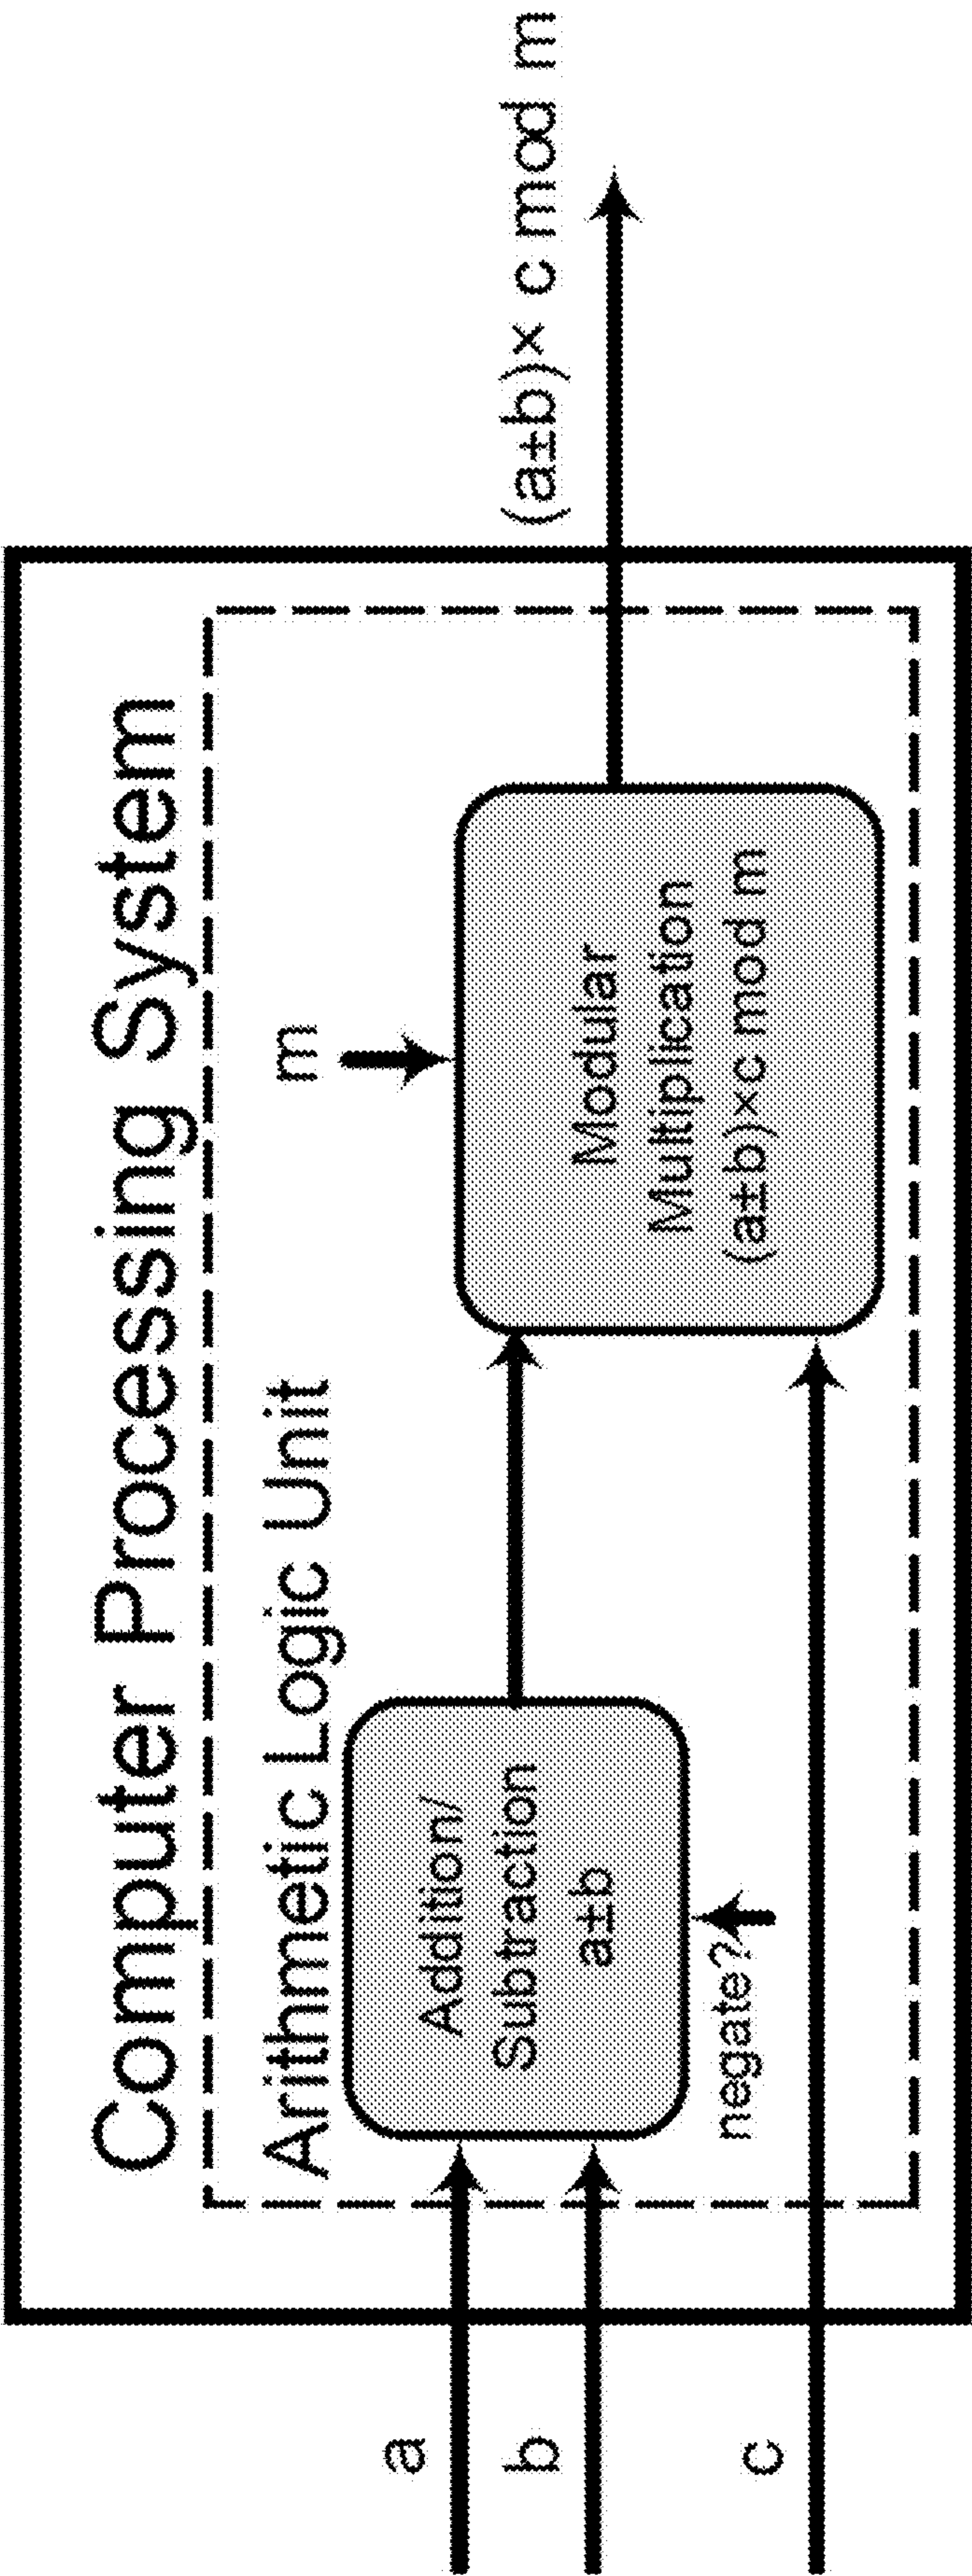 Computer Processing System
Arithmetic Logic Unit
a
b
c
Addition/
Subtraction
a±b
negate?
m
Modular
Multiplication
(a±b)×c mod m
(a±b)× c mod m